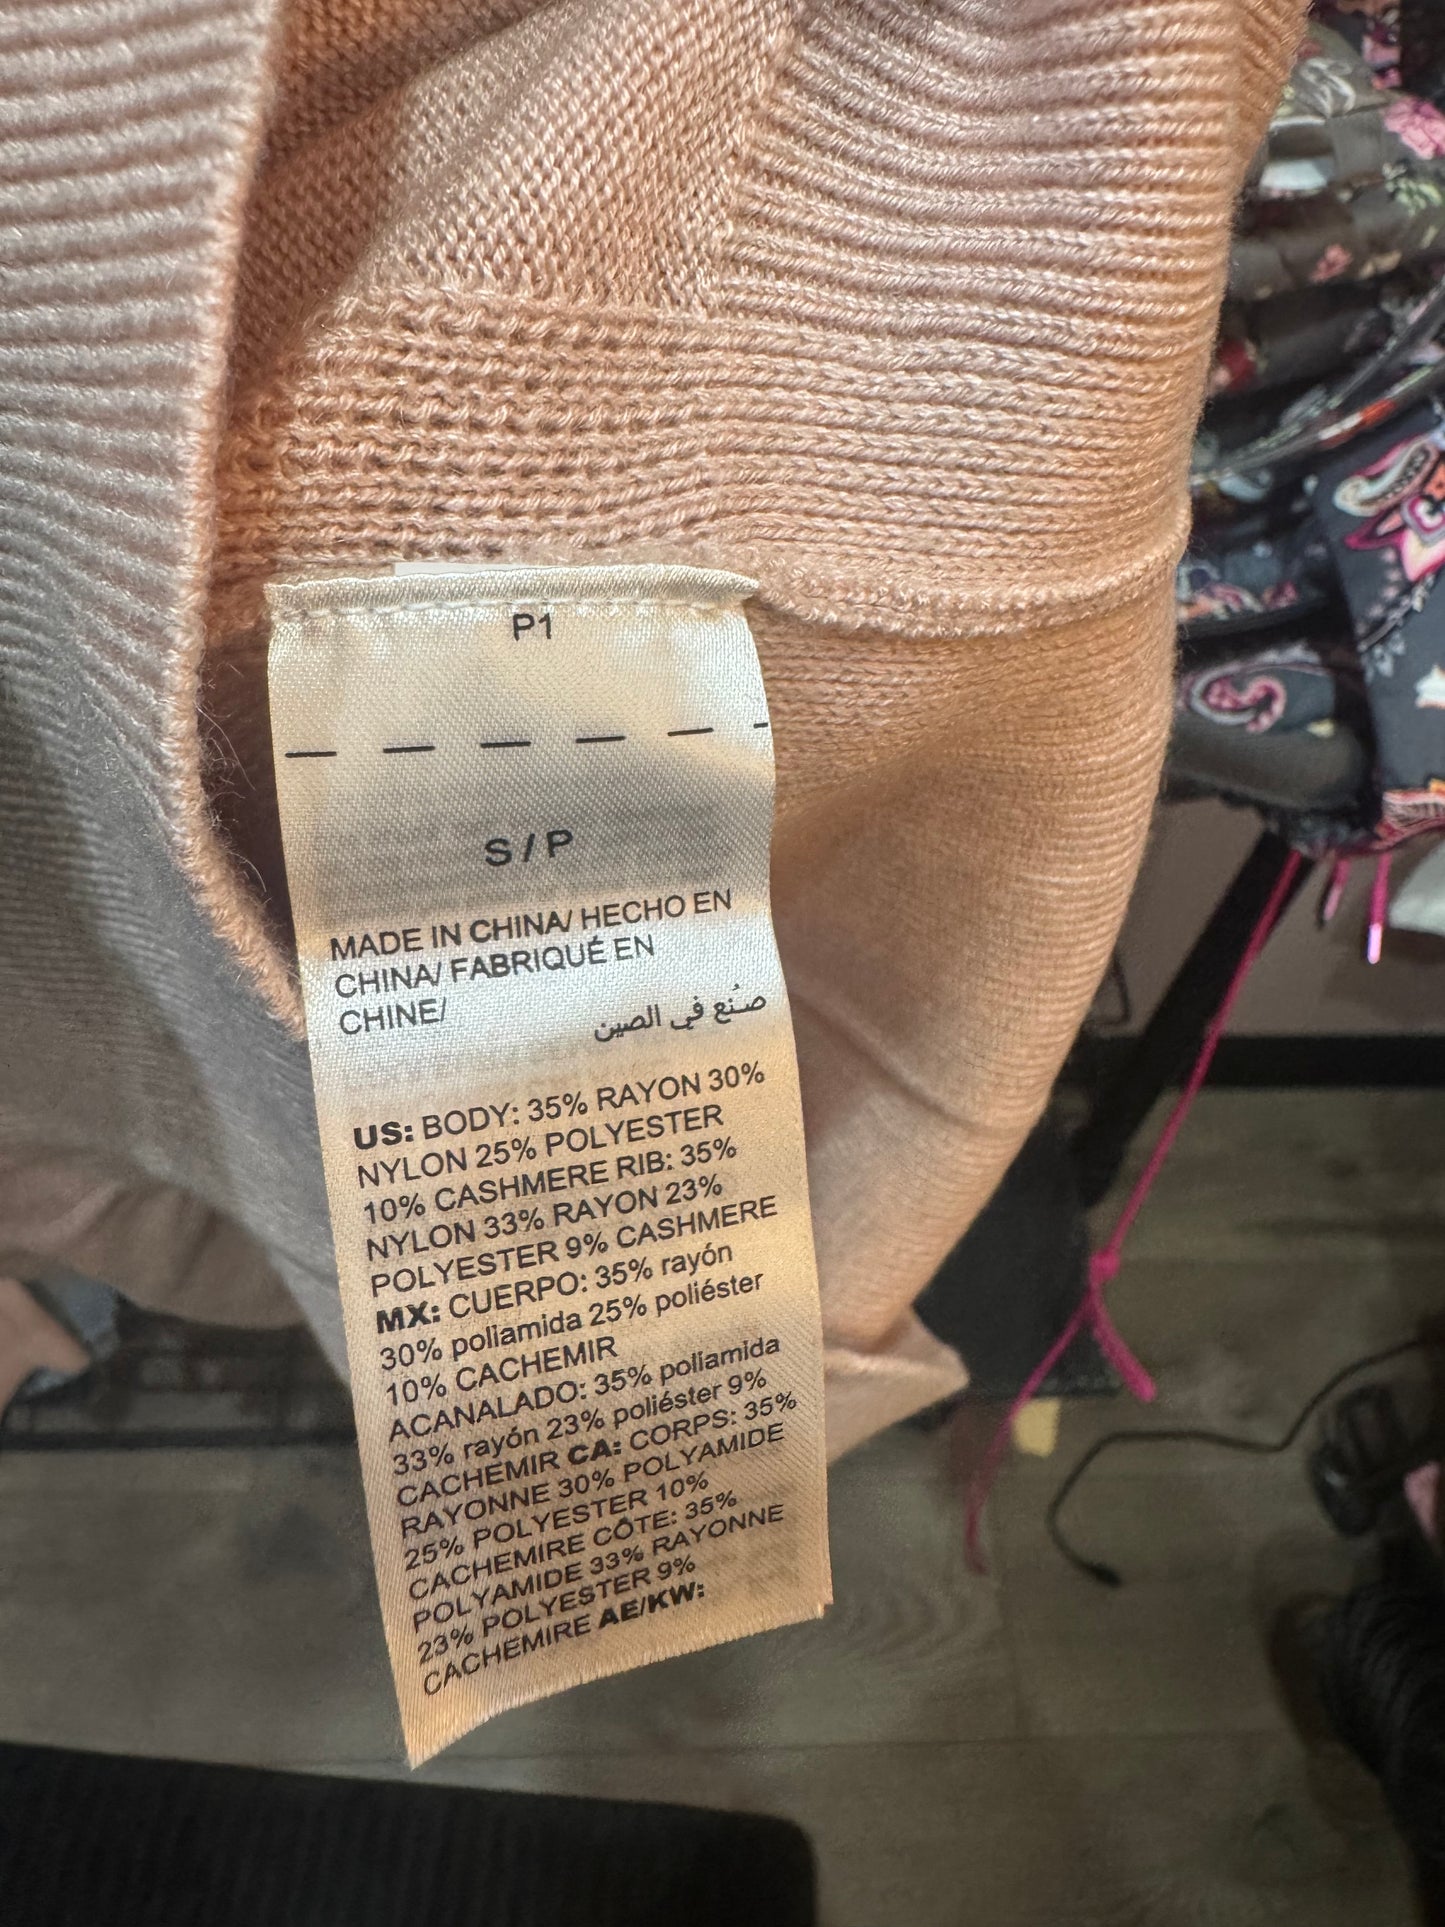 P1
S / P
MADE IN CHINA/ HECHO EN
CHINA/ FABRIQUÉ EN
CHINE/
صُنع في الصين
US: BODY: 35% RAYON 30%
NYLON 25% POLYESTER
10% CASHMERE RIB: 35%
NYLON 33% RAYON 23%
POLYESTER 9% CASHMERE
MX: CUERPO: 35% rayón
30% poliamida 25% poliéster
10% CACHEMIR
ACANALADO: 35% poliamida
33% rayón 23% poliéster 9%
CACHEMIR CA: CORPS: 35%
RAYONNE 30% POLYAMIDE
25% POLYESTER 10%
CACHEMIRE CÔTE: 35%
POLYAMIDE 33% RAYONNE
23% POLYESTER 9%
CACHEMIRE AE/KW: